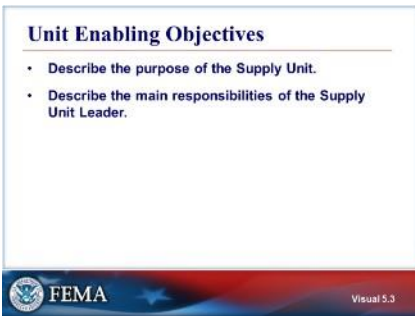 Unit Enabling Objectives
• Describe the purpose of the Supply Unit.
• Describe the main responsibilities of the Supply
Unit Leader.
FEMA
Visual 5.3